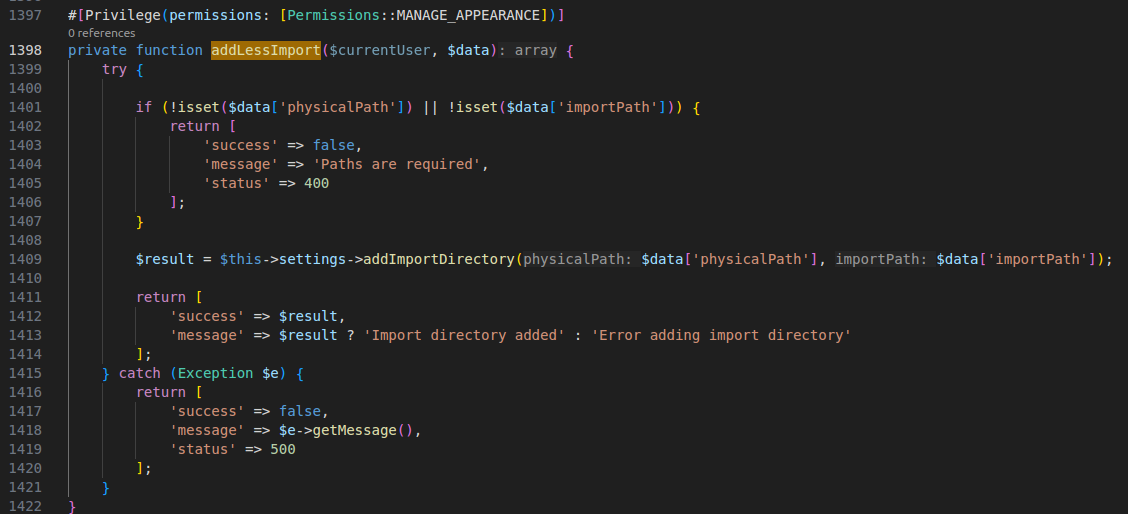 1397 #[Privilege(permissions: [Permissions::MANAGE_APPEARANCE])]
0 references
1398 private function addLessImport($currentUser, $data): array {
1399 try {
1400
1401 if (!isset($data['physicalPath']) || !isset($data['importPath'])) {
1402 return [
1403 'success' => false,
1404 'message' => 'Paths are required',
1405 'status' => 400
1406 ];
1407 }
1408
1409 $result = $this->settings->addImportDirectory(physicalPath: $data['physicalPath'], importPath: $data['importPath']);
1410
1411 return [
1412 'success' => $result,
1413 'message' => $result ? 'Import directory added' : 'Error adding import directory'
1414 ];
1415 } catch (Exception $e) {
1416 return [
1417 'success' => false,
1418 'message' => $e->getMessage(),
1419 'status' => 500
1420 ];
1421 }
1422 }